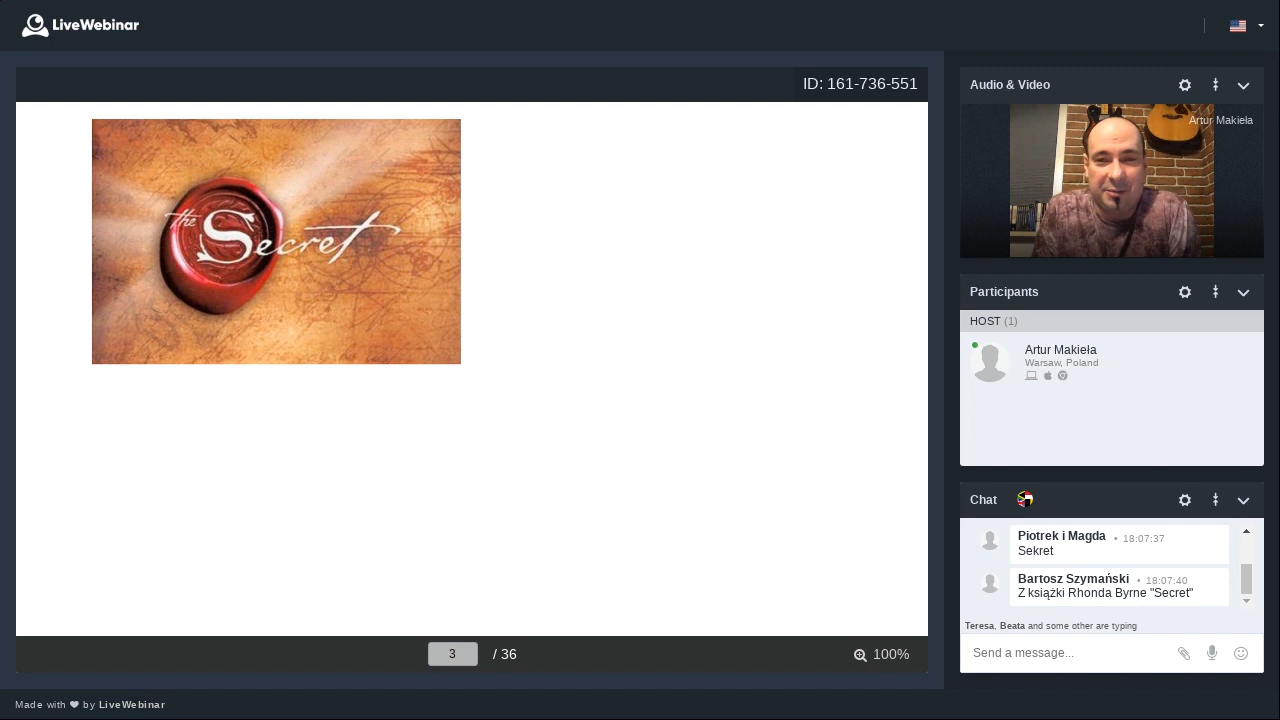 LiveWebinar
ID: 161-736-551
the Secret
3 / 36
100%
Audio & Video
Artur Makieła
Participants
HOST (1)
Artur Makieła
Warsaw, Poland
Chat
Piotrek i Magda • 18:07:37
Sekret
Bartosz Szymański • 18:07:40
Z książki Rhonda Byrne "Secret"
Teresa, Beata and some other are typing
Send a message...
Made with ❤ by LiveWebinar